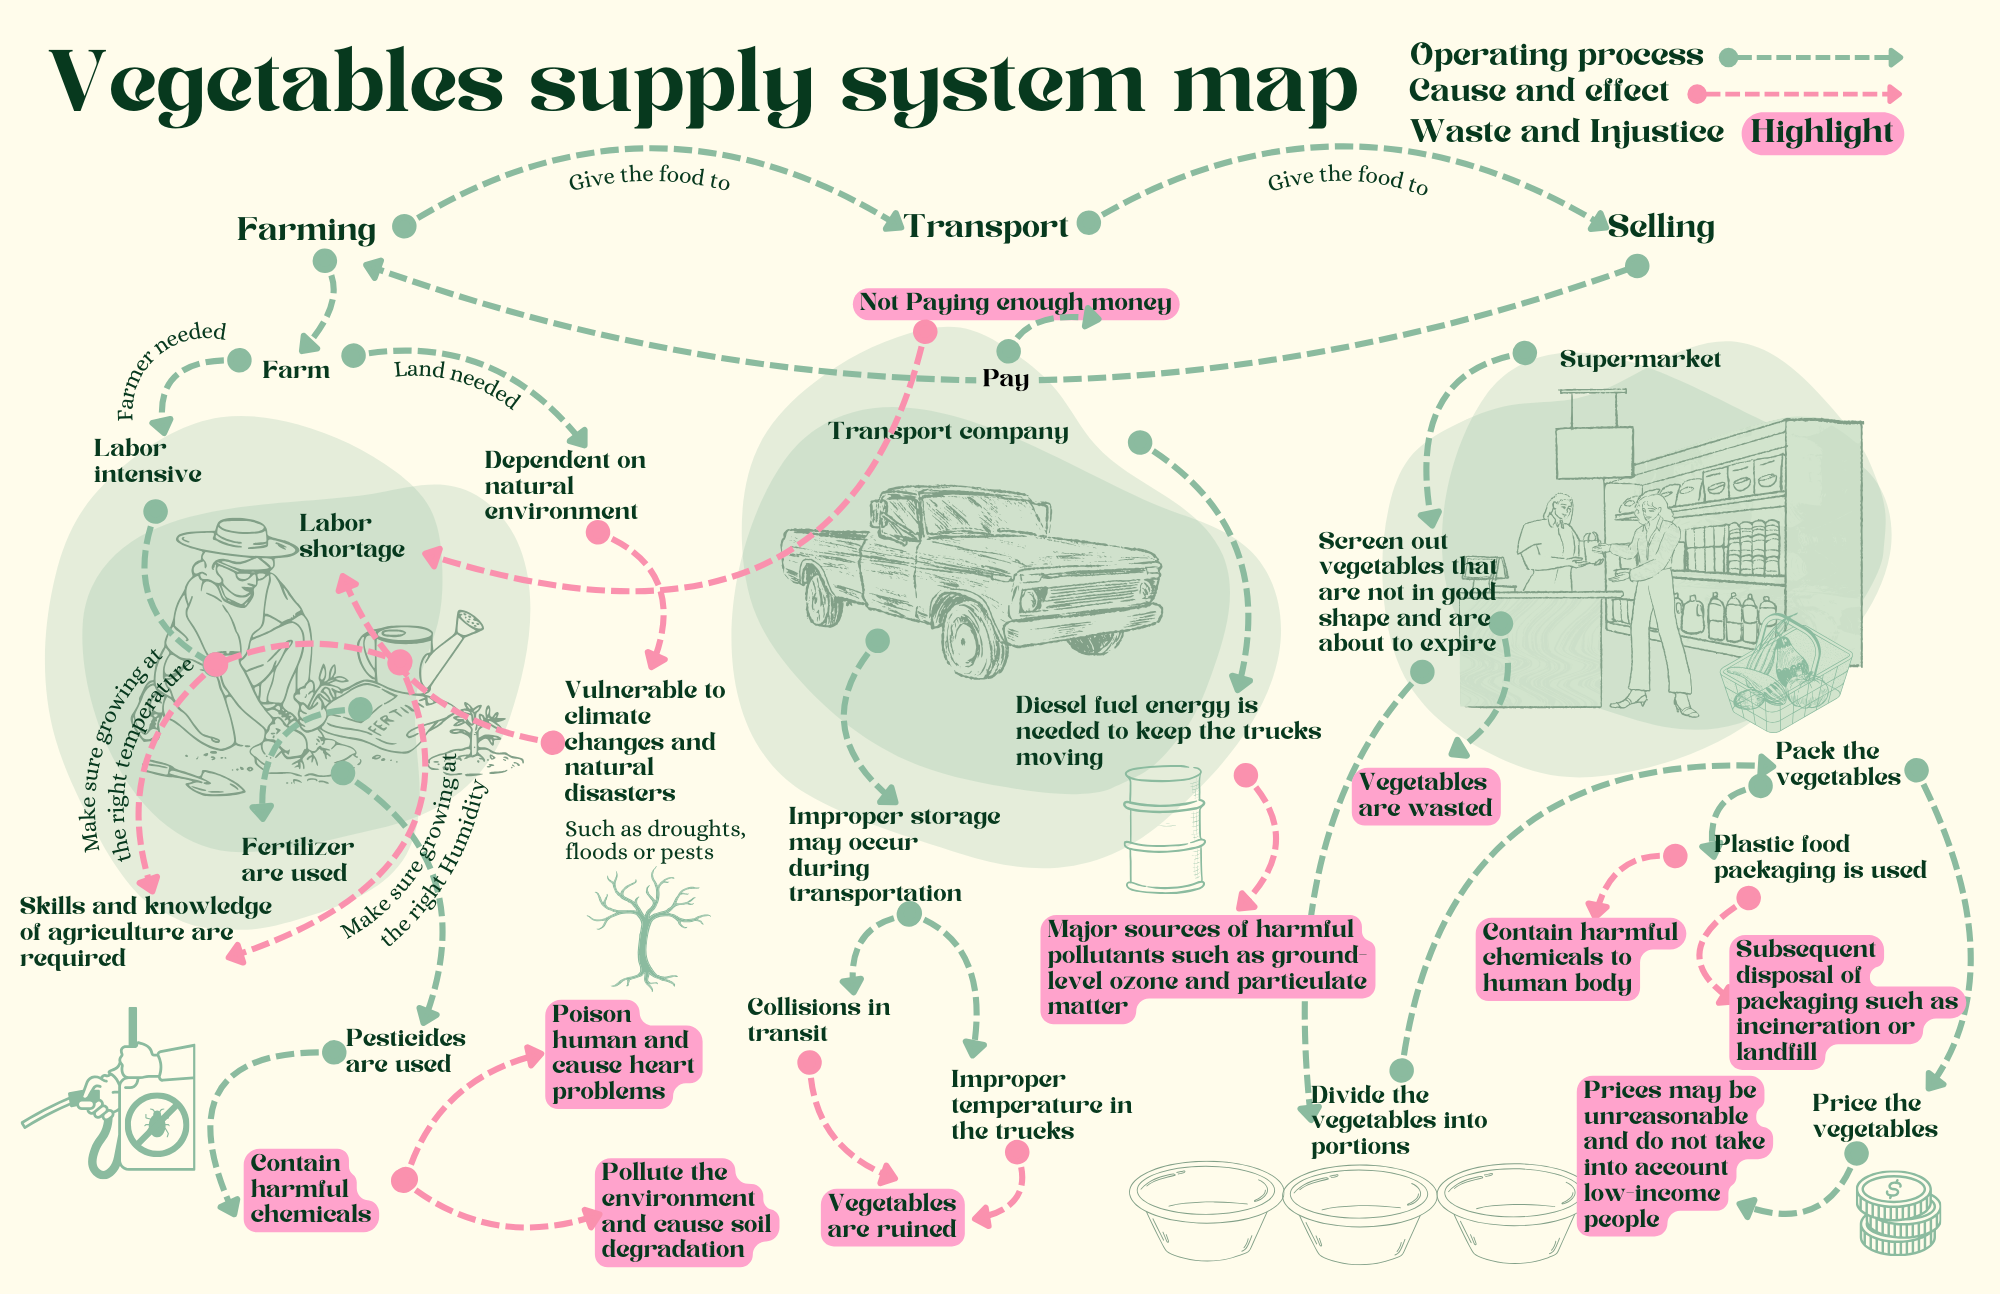 Vegetables supply system map
Operating process
Cause and effect
Waste and Injustice Highlight
Give the food to
Give the food to
Farming
Transport
Selling
Not Paying enough money
Pay
Farmer needed
Farm
Land needed
Labor
intensive
Labor
shortage
Dependent on
natural
environment
Make sure growing at
the right temperature
FERTILIZ
Make sure growing at
the right Humidity
Vulnerable to
climate
changes and
natural
disasters
Such as droughts,
floods or pests
Fertilizer
are used
Skills and knowledge
of agriculture are
required
Pesticides
are used
Contain
harmful
chemicals
Poison
human and
cause heart
problems
Pollute the
environment
and cause soil
degradation
Transport company
Improper storage
may occur
during
transportation
Collisions in
transit
Improper
temperature in
the trucks
Vegetables
are ruined
Diesel fuel energy is
needed to keep the trucks
moving
Major sources of harmful
pollutants such as ground-
level ozone and particulate
matter
Supermarket
Screen out
vegetables that
are not in good
shape and are
about to expire
Vegetables
are wasted
Divide the
vegetables into
portions
Pack the
vegetables
Plastic food
packaging is used
Contain harmful
chemicals to
human body
Subsequent
disposal of
packaging such as
incineration or
landfill
Price the
vegetables
Prices may be
unreasonable
and do not take
into account
low-income
people
$